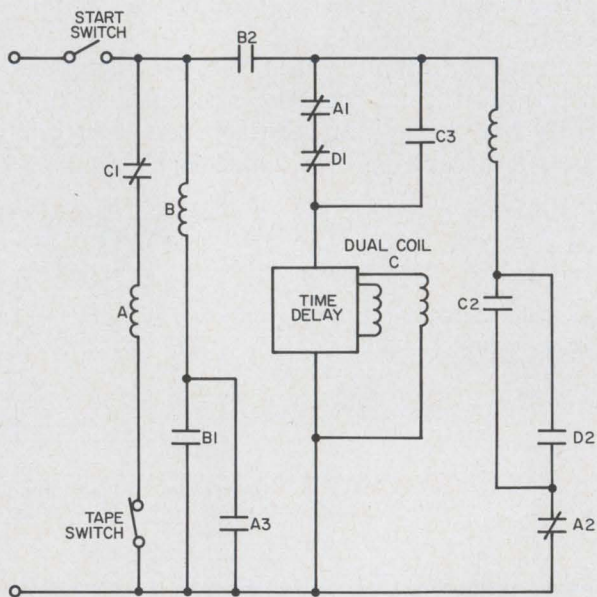 START
SWITCH
B2
A1
C3
C1
D1
B
DUAL COIL
C
TIME
DELAY
A
C2
B1
D2
A3
A2
TAPE
SWITCH